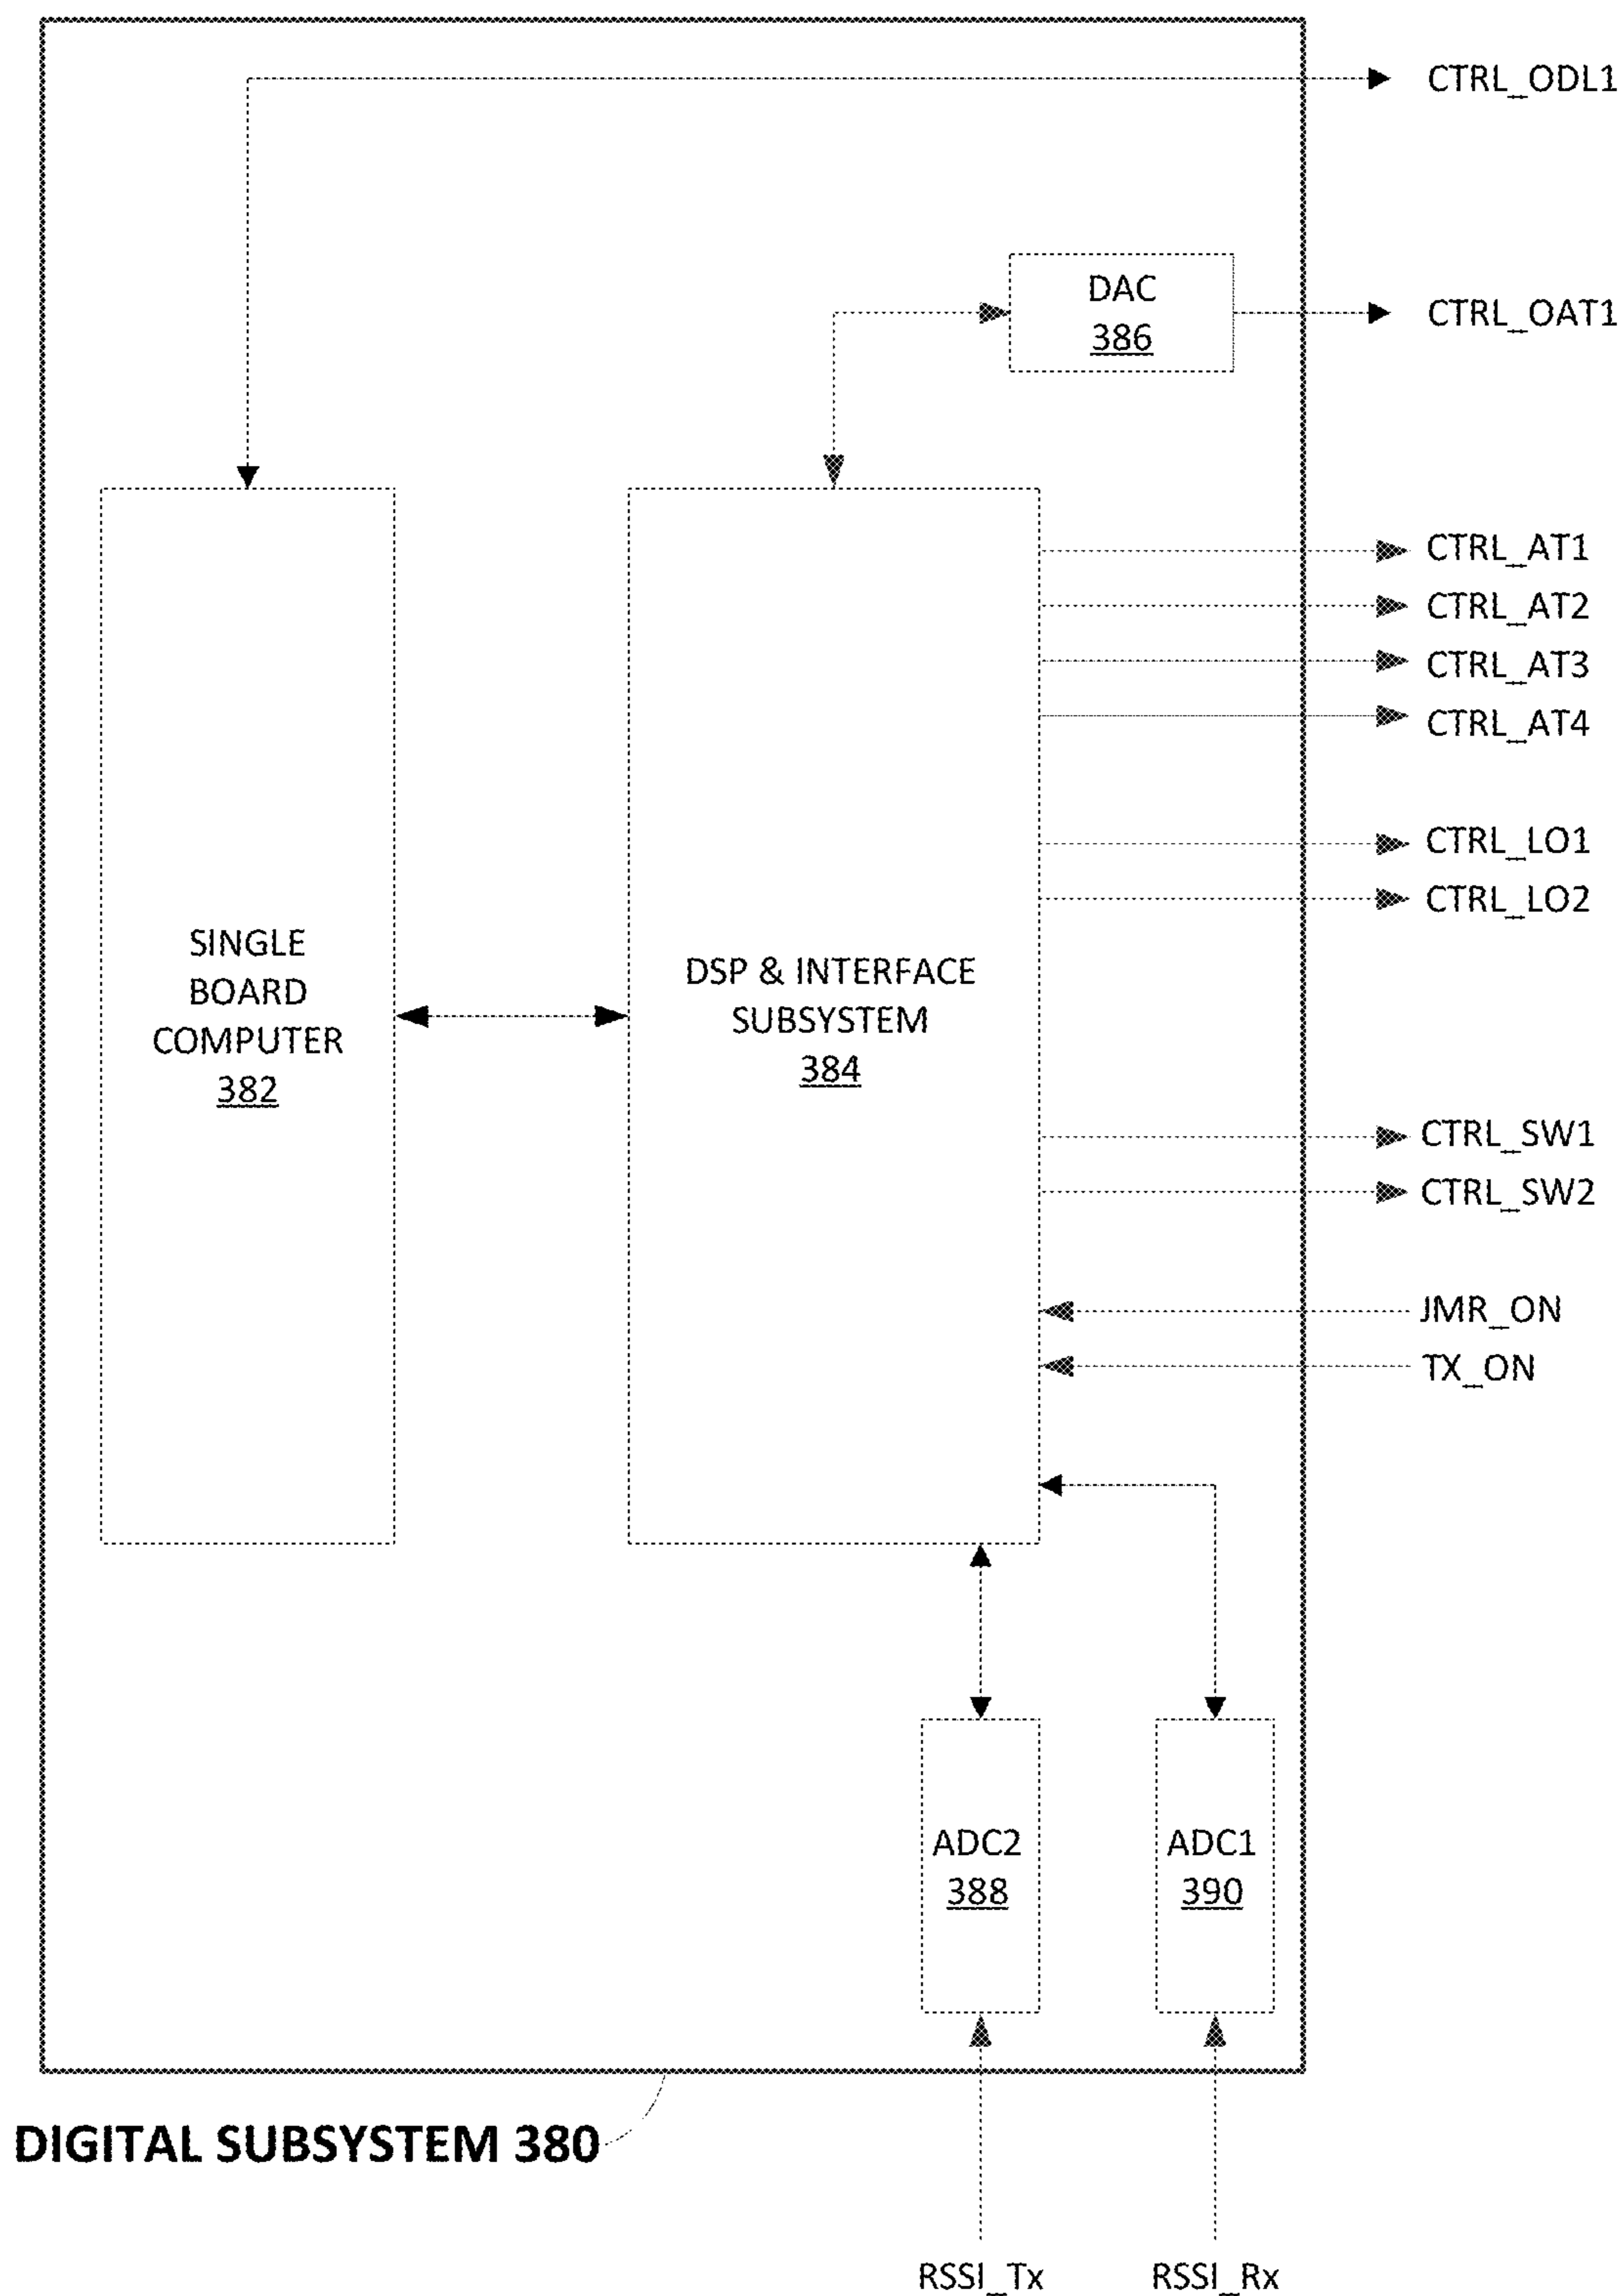 CTRL_ODL1
DAC
386
CTRL_OAT1
CTRL_AT1
CTRL_AT2
CTRL_AT3
CTRL_AT4
CTRL_LO1
CTRL_LO2
SINGLE
BOARD
COMPUTER
382
DSP & INTERFACE
SUBSYSTEM
384
CTRL_SW1
CTRL_SW2
JMR_ON
TX_ON
ADC2
388
ADC1
390
DIGITAL SUBSYSTEM 380
RSSI_Tx
RSSI_Rx